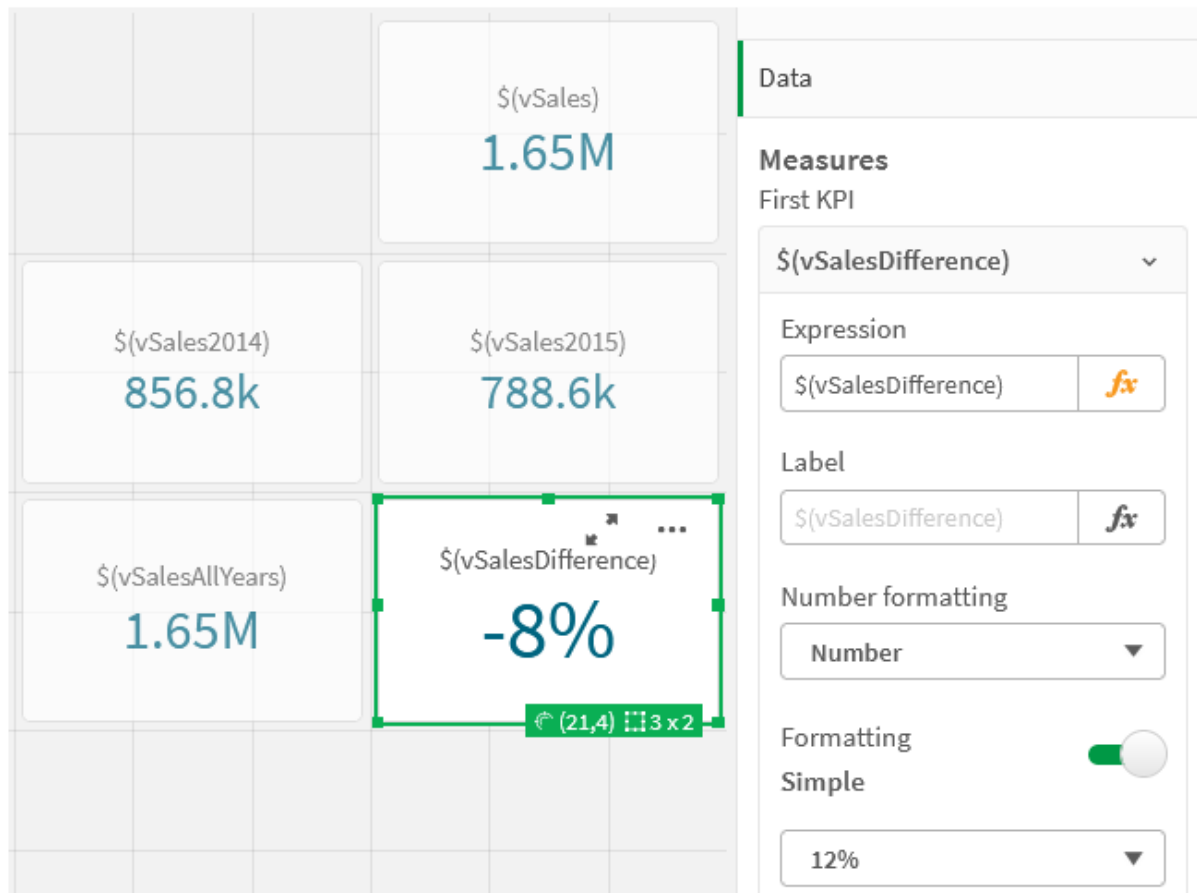 $(vSales)
1.65M
$(vSales2014)
856.8k
$(vSales2015)
788.6k
$(vSalesAllYears)
1.65M
$(vSalesDifference)
-8%
(21,4) 3 x 2
Data
Measures
First KPI
$(vSalesDifference)
Expression
$(vSalesDifference) fx
Label
$(vSalesDifference) fx
Number formatting
Number
Formatting
Simple
12%